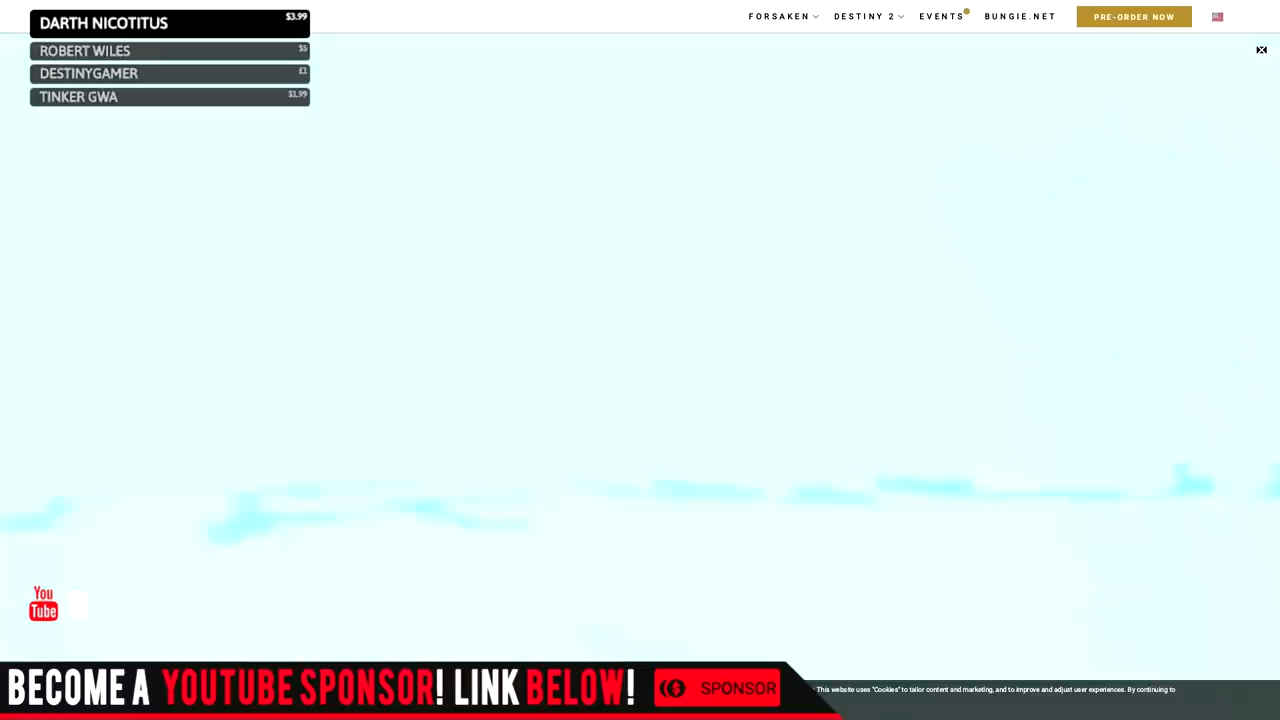 DARTH NICOTITUS $3.99
ROBERT WILES $5
DESTINYGAMER £1
TINKER GWA $1.99
FORSAKEN DESTINY 2 EVENTS BUNGIE.NET PRE-ORDER NOW
You
Tube
BECOME A YOUTUBE SPONSOR! LINK BELOW! SPONSOR
: This website uses "Cookies" to tailor content and marketing, and to improve and adjust user experiences. By continuing to